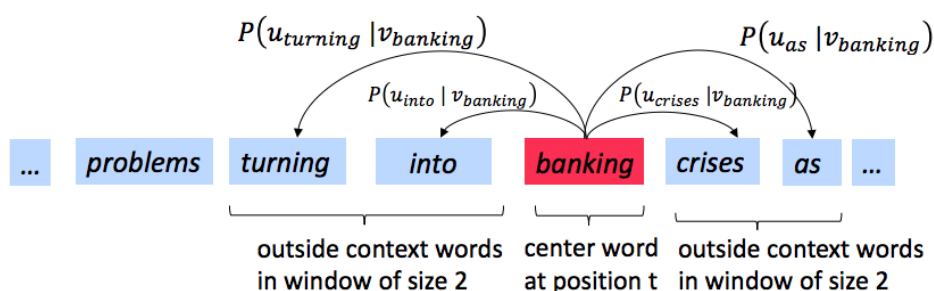 P(u_turning | v_banking) P(u_as | v_banking)
P(u_into | v_banking) P(u_crises | v_banking)
... problems turning into banking crises as ...
outside context words center word outside context words
in window of size 2 at position t in window of size 2